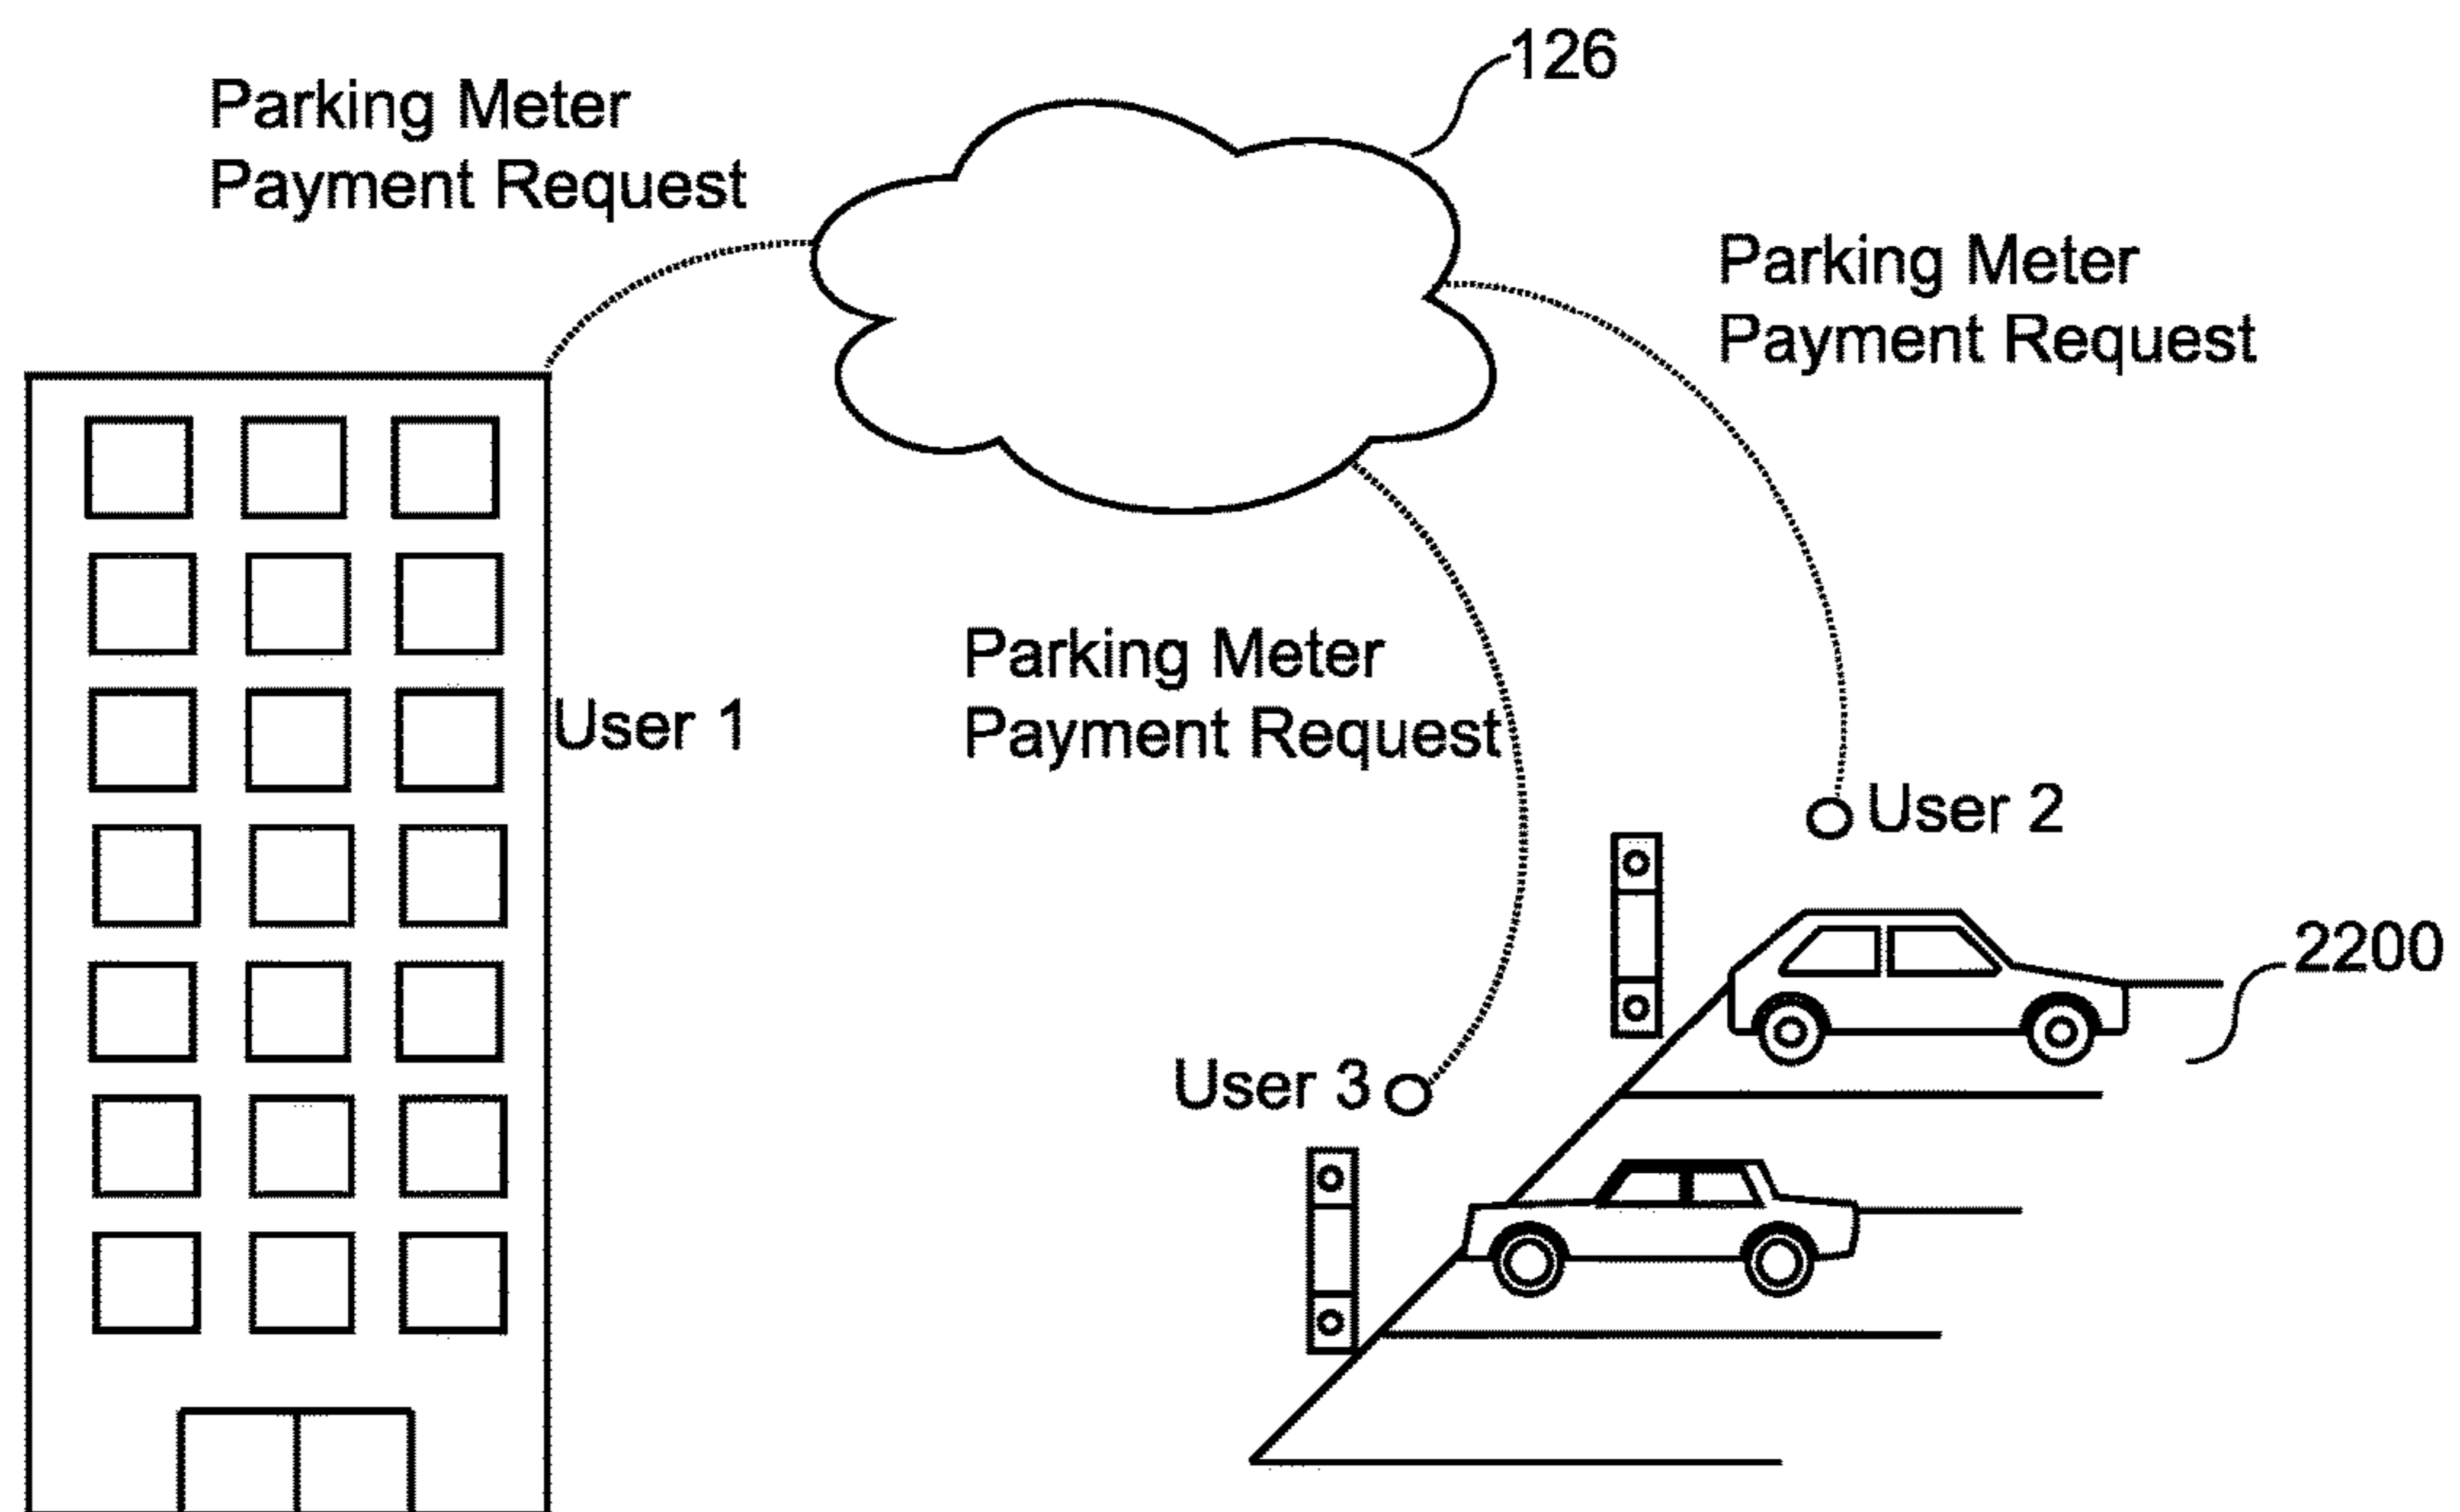 126
Parking Meter
Payment Request
Parking Meter
Payment Request
Parking Meter
Payment Request
User 1
User 2
2200
User 3